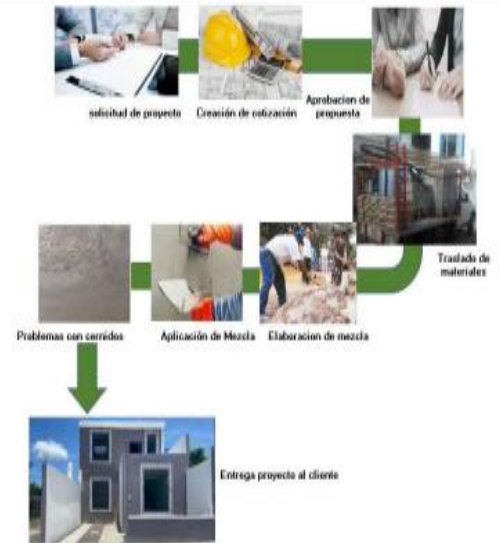 solicitud de proyecto
Creación de cotización
Aprobacion de
propuesta
Traslado de
materiales
Elaboracion de mezcla
Aplicación de Mezcla
Problemas con cernidos
Entrega proyecto al cliente